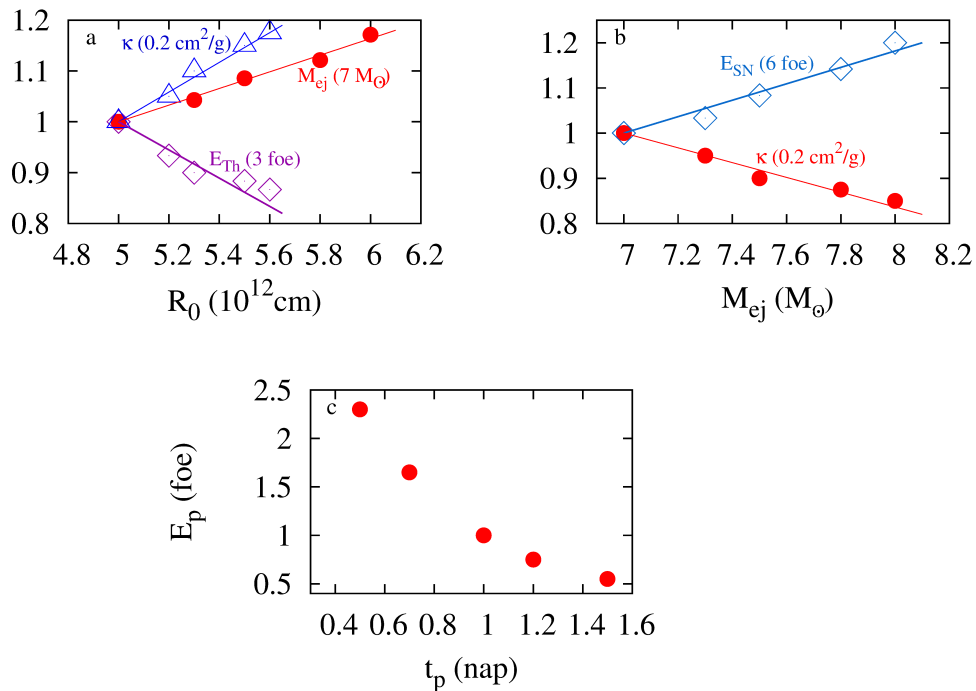 a
1.2
1.1
1
0.9
0.8
κ (0.2 cm²/g)
M_ej (7 M_⊙)
E_Th (3 foe)
4.8 5 5.2 5.4 5.6 5.8 6 6.2
R_0 (10^12cm)
b
1.2
1.1
1
0.9
0.8
E_SN (6 foe)
κ (0.2 cm²/g)
7 7.2 7.4 7.6 7.8 8 8.2
M_ej (M_⊙)
c
2.5
2
1.5
1
0.5
E_p (foe)
0.4 0.6 0.8 1 1.2 1.4 1.6
t_p (nap)